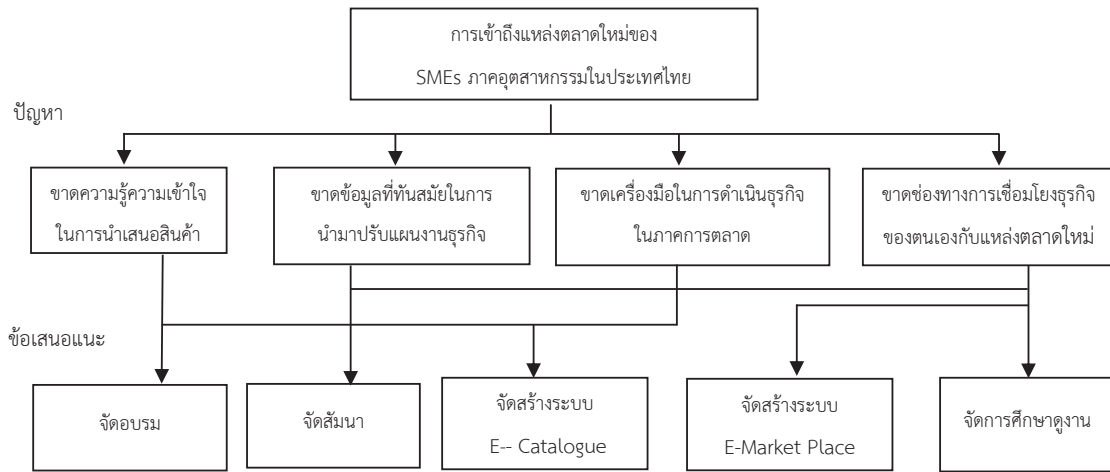 การเข้าถึงแหล่งตลาดใหม่ของ
SMEs ภาคอุตสาหกรรมในประเทศไทย
ปัญหา
ขาดความรู้ความเข้าใจ
ในการนำเสนอสินค้า
ขาดข้อมูลที่ทันสมัยในการ
นำมาปรับแผนงานธุรกิจ
ขาดเครื่องมือในการดำเนินธุรกิจ
ในภาคการตลาด
ขาดช่องทางการเชื่อมโยงธุรกิจ
ของตนเองกับแหล่งตลาดใหม่
ข้อเสนอแนะ
จัดอบรม
จัดสัมนา
จัดสร้างระบบ
E-- Catalogue
จัดสร้างระบบ
E-Market Place
จัดการศึกษาดูงาน